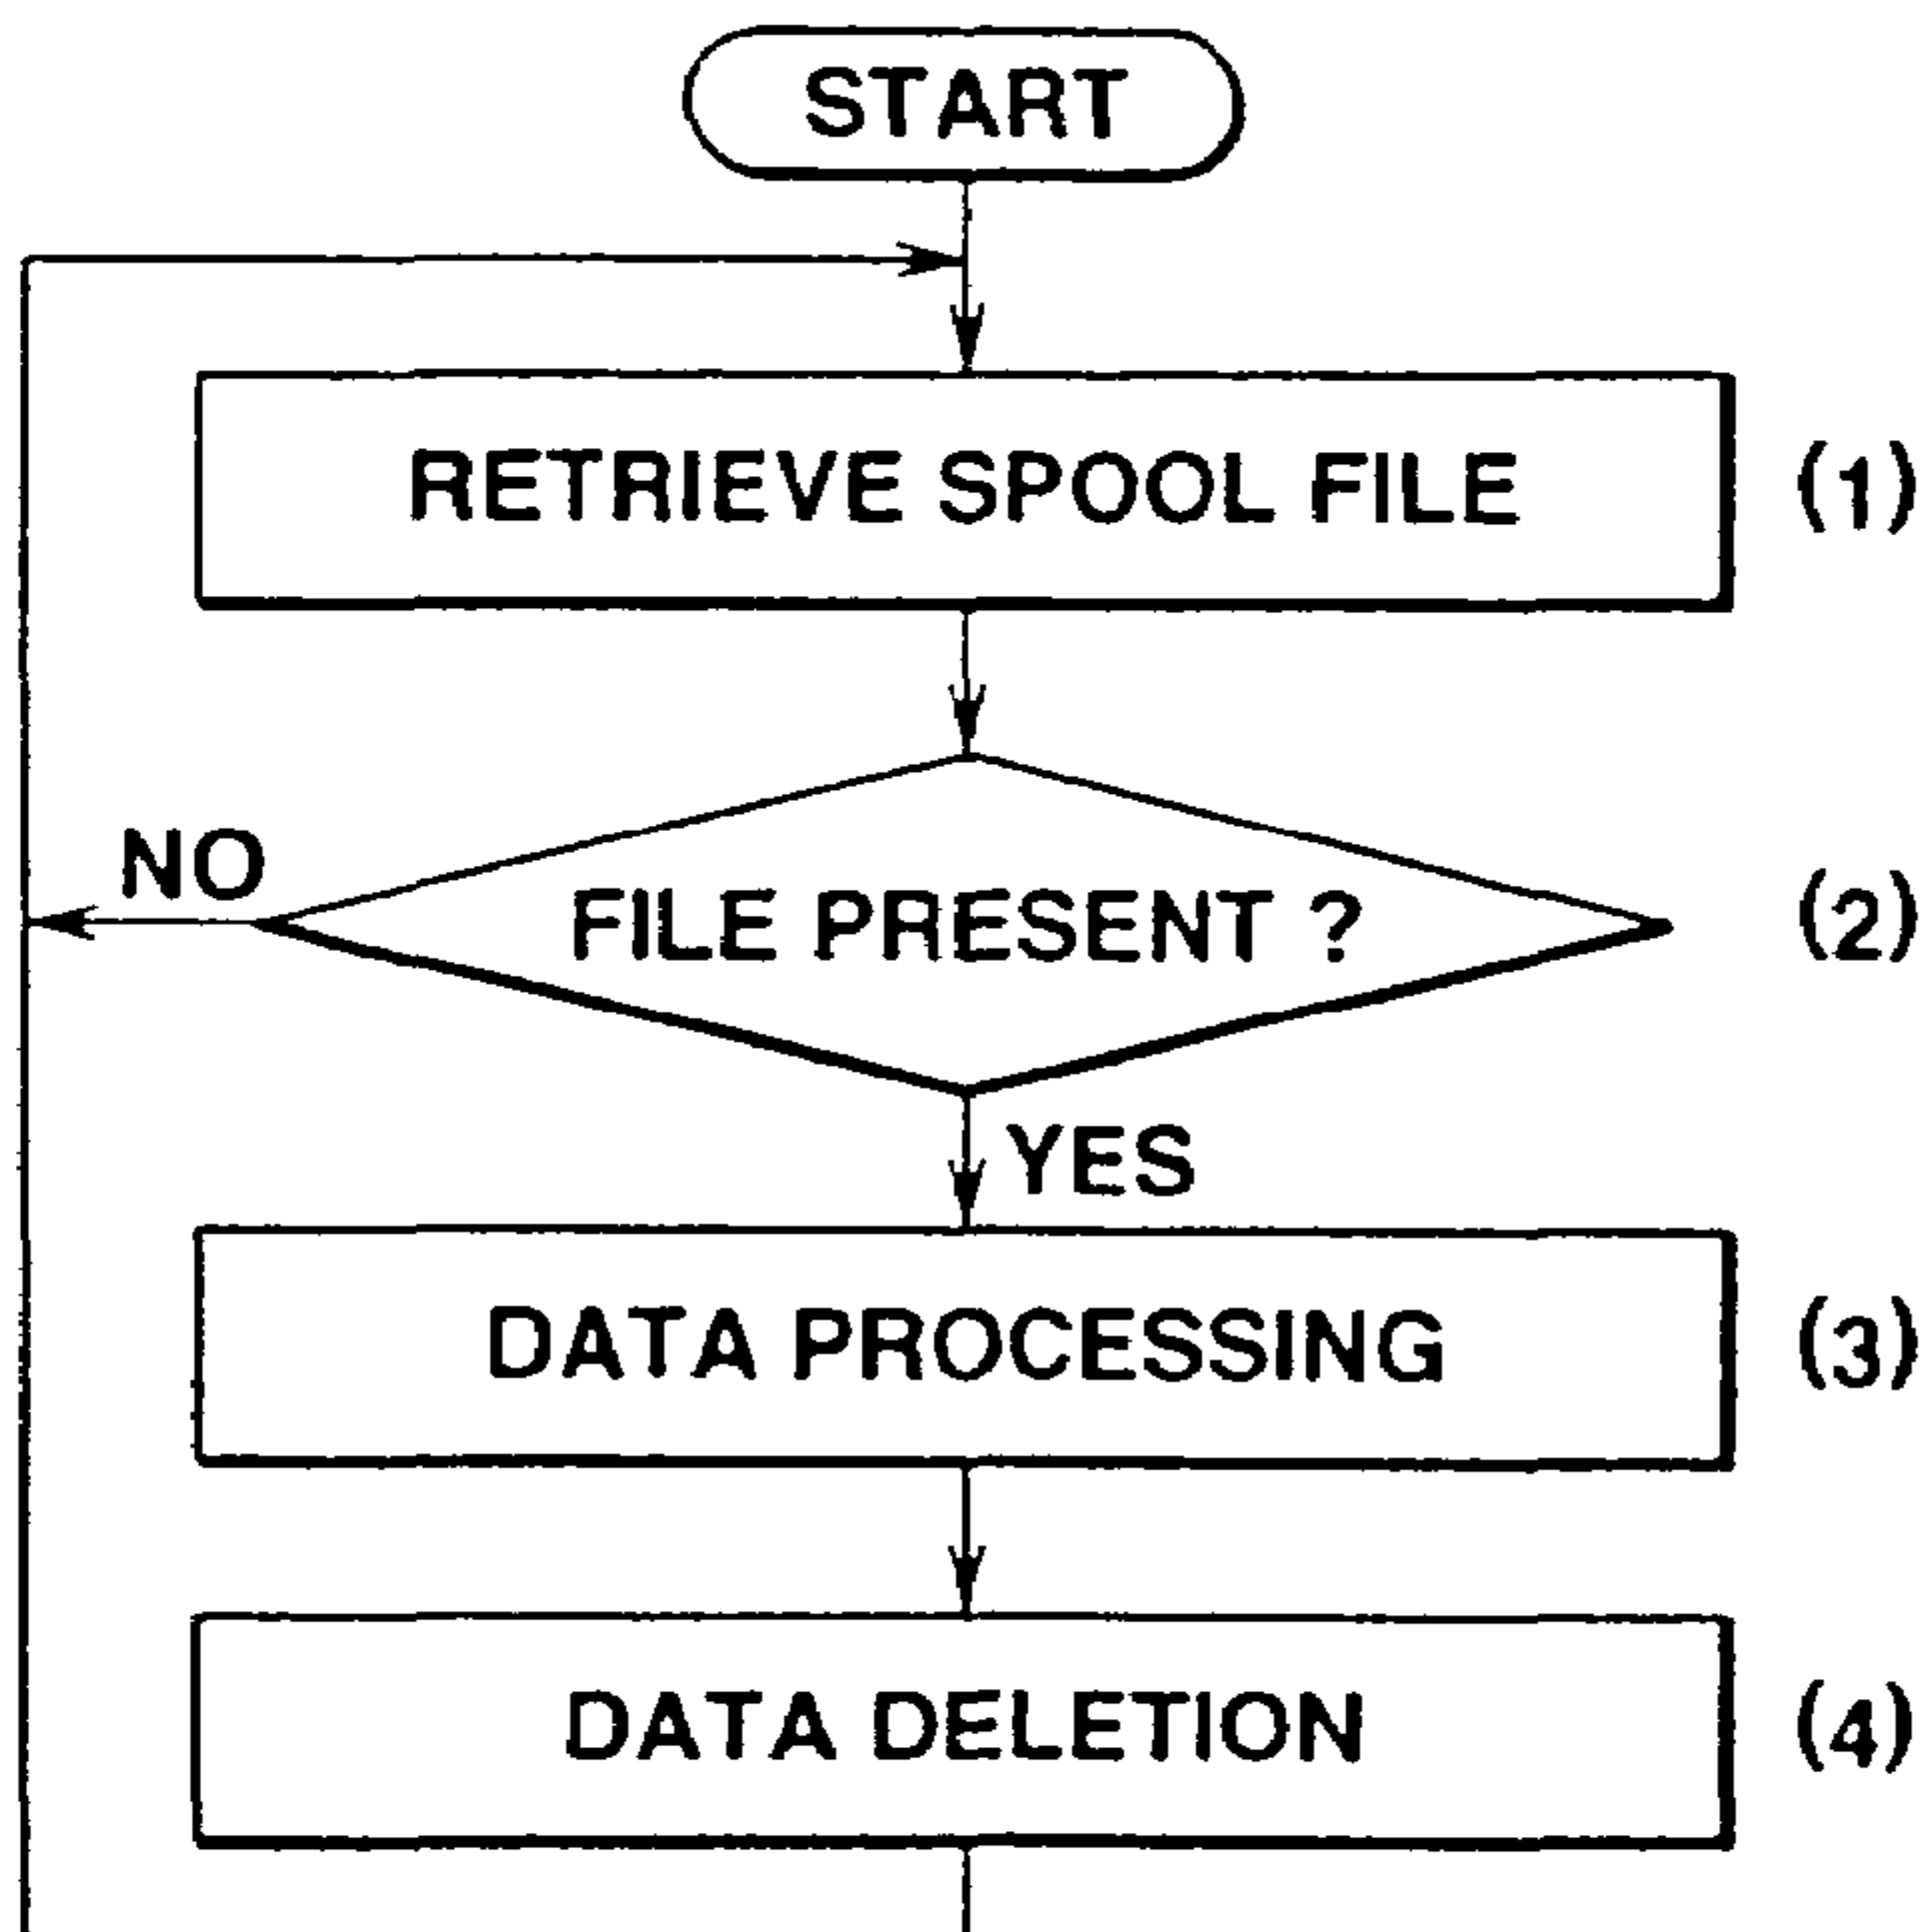 START
RETRIEVE SPOOL FILE
(1)
NO
FILE PRESENT ?
(2)
YES
DATA PROCESSING
(3)
DATA DELETION
(4)